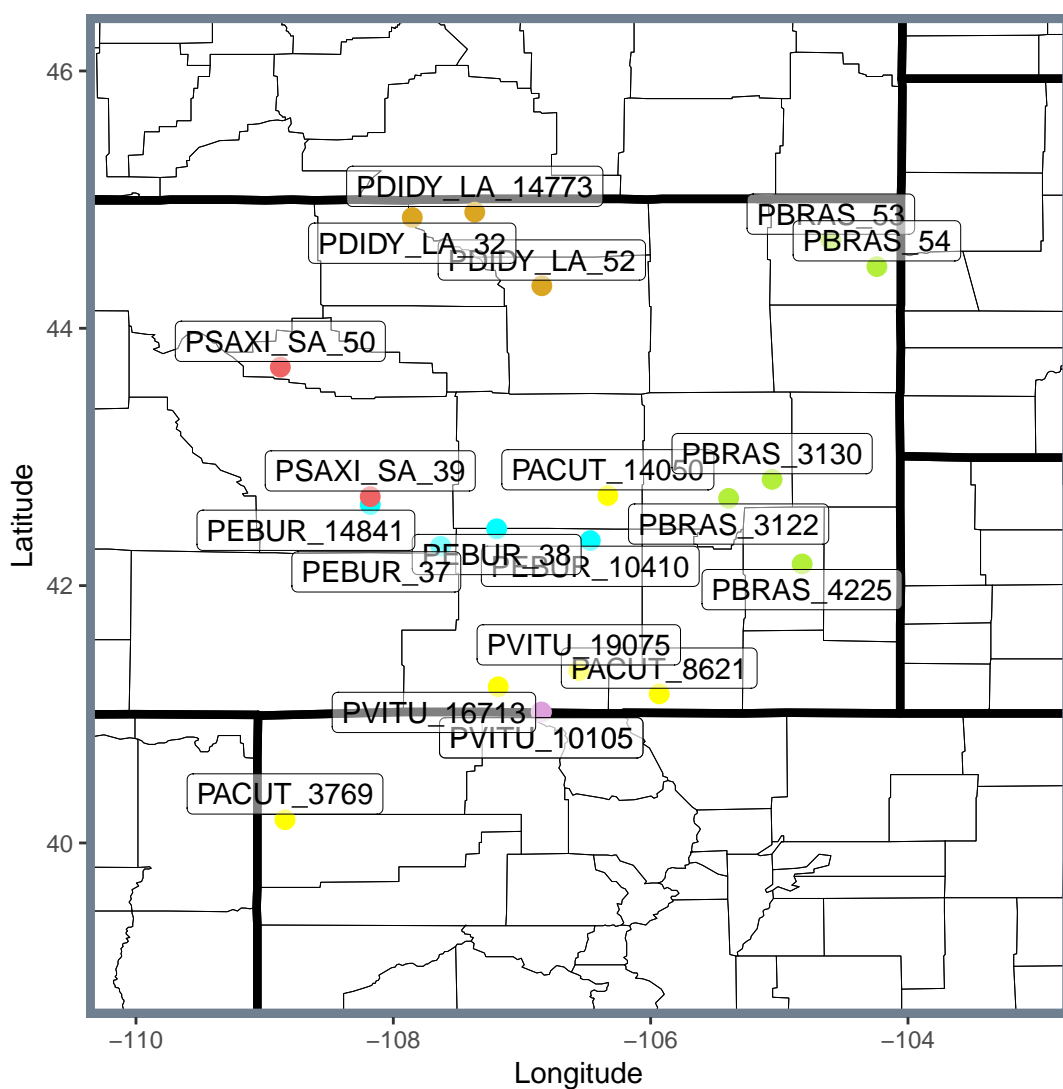 46
PDIDY_LA_14773
PBRAS_53
PBRAS_54
PDIDY_LA_32
PDIDY_LA_52
44
PSAXI_SA_50
PBRAS_3130
PSAXI_SA_39
PACUT_14050
PEBUR_14841
PBRAS_3122
PEBUR_38
PEBUR_37
PEBUR_10410
42
PBRAS_4225
PVITU_19075
PACUT_8621
PVITU_16713
PVITU_10105
PACUT_3769
40
Latitude
−110
−108
−106
−104
Longitude